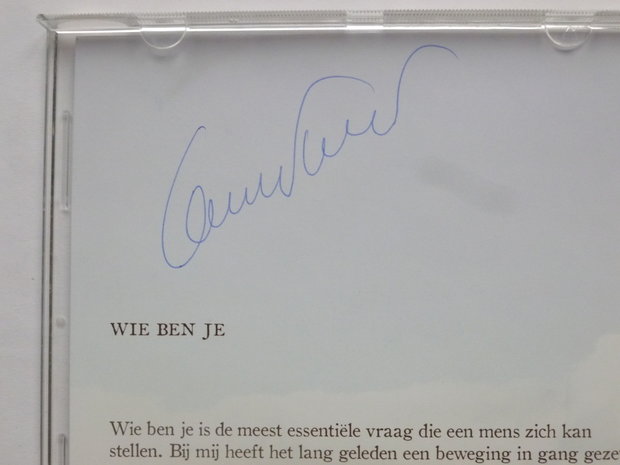 WIE BEN JE
Wie ben je is de meest essentiële vraag die een mens zich kan
stellen. Bij mij heeft het lang geleden een beweging in gang geze